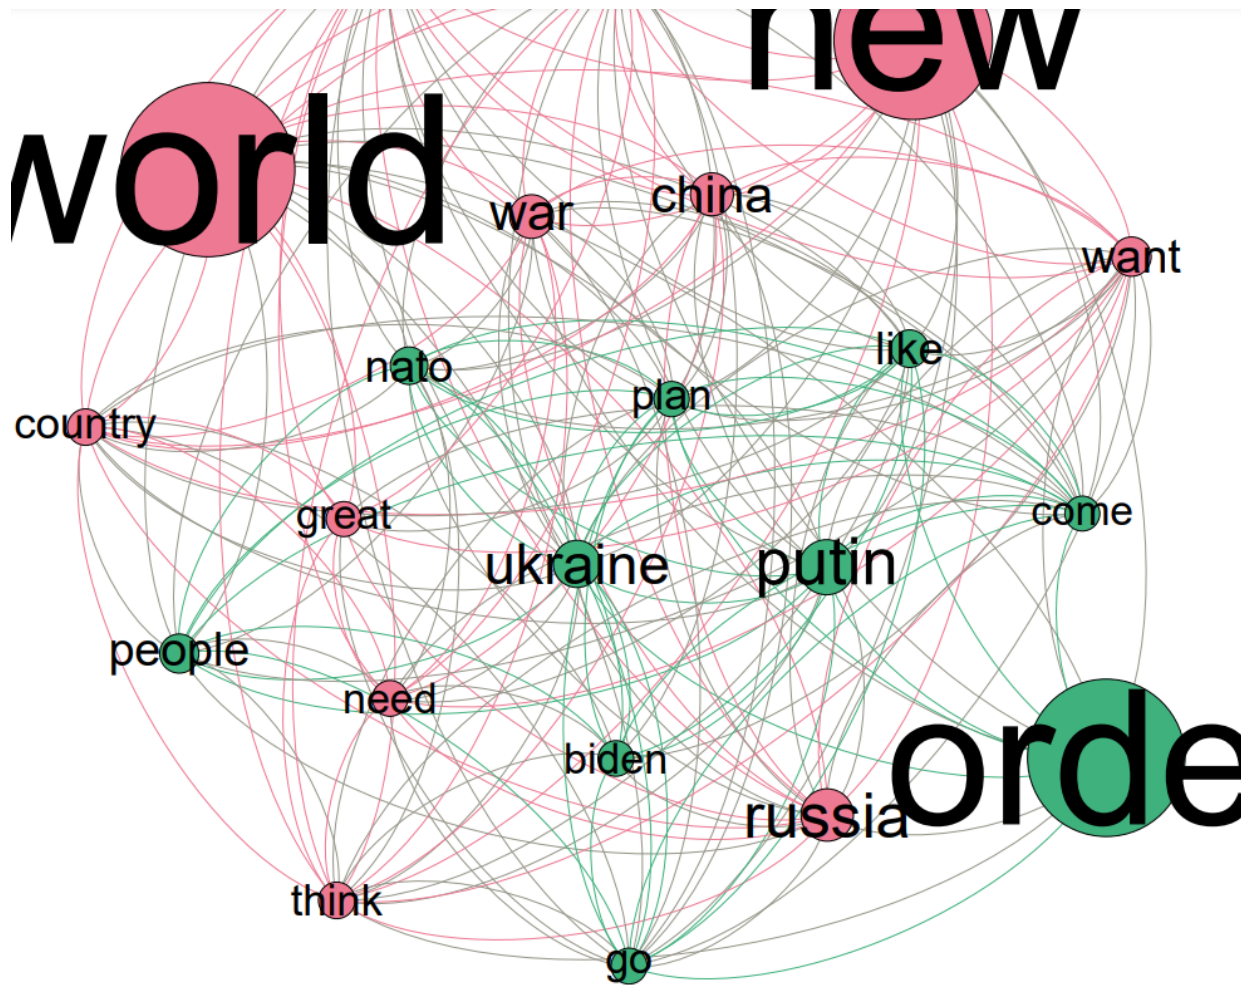 new
world
china
war
want
like
nato
plan
country
great
come
ukraine
putin
people
need
biden
orde
russia
think
go